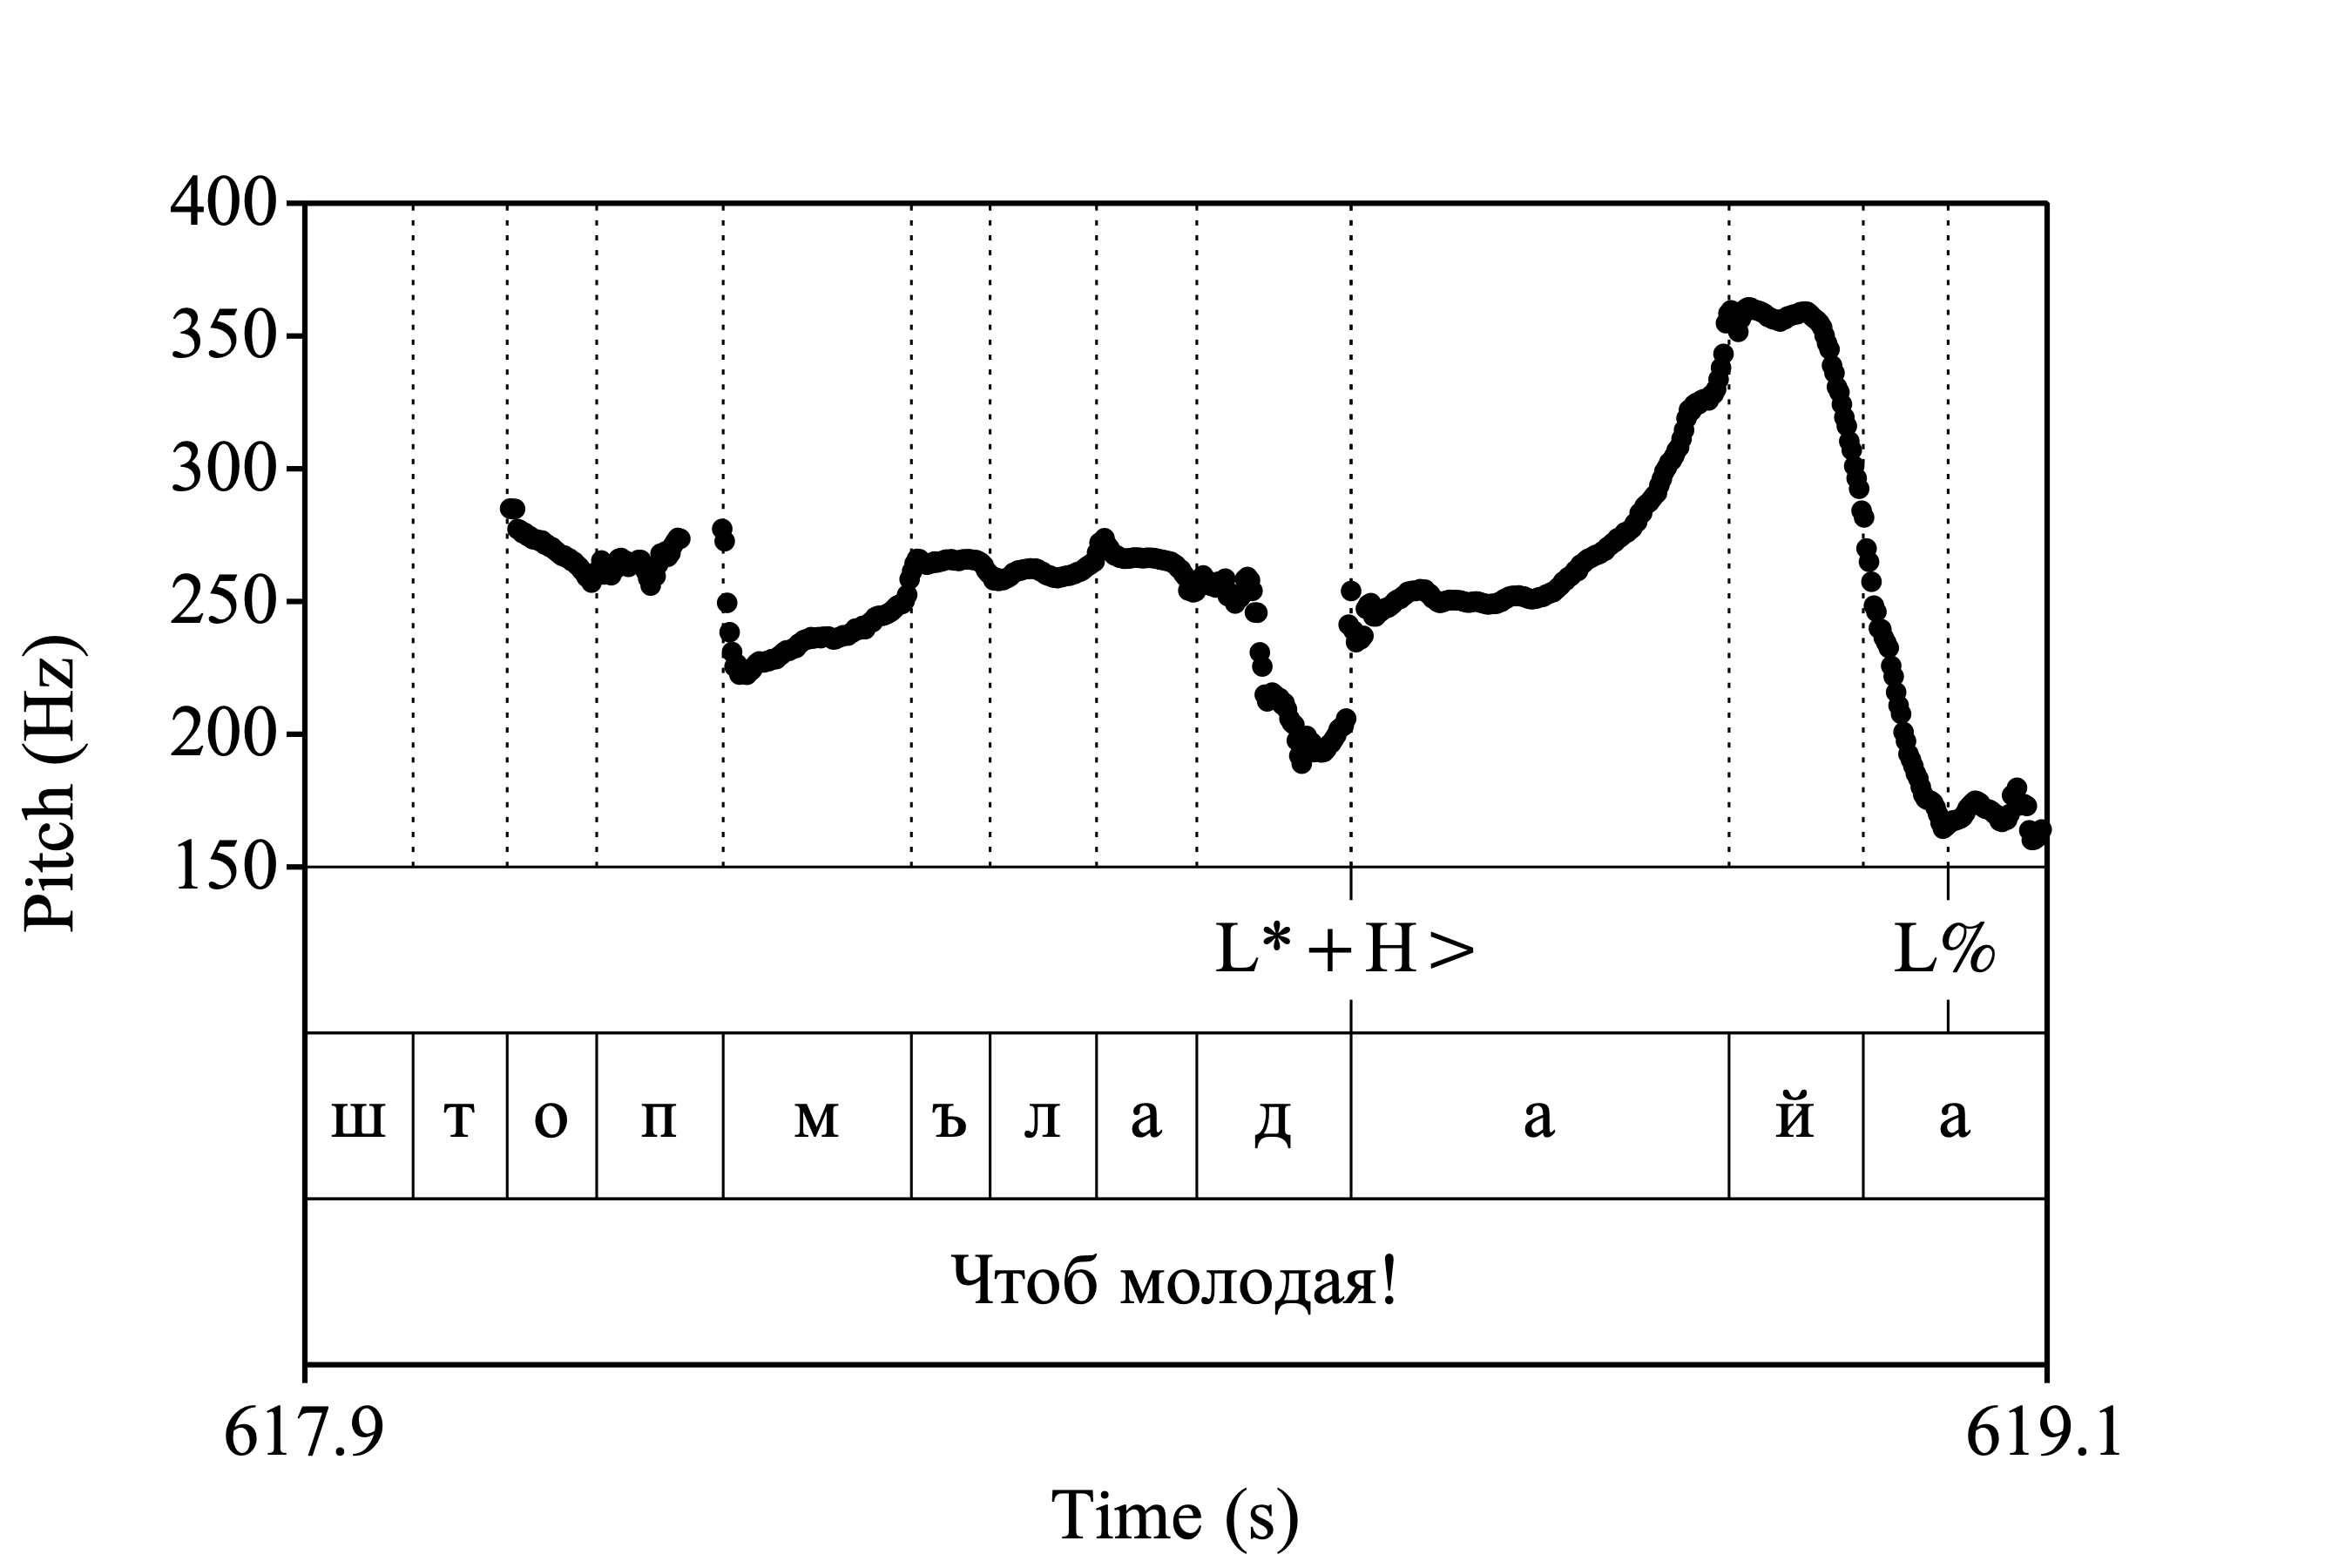 400
350
300
250
200
150
Pitch (Hz)
L*+H> L%
ш т о п м ъ л а д а й а
Чтоб молодая!
617.9 619.1
Time (s)